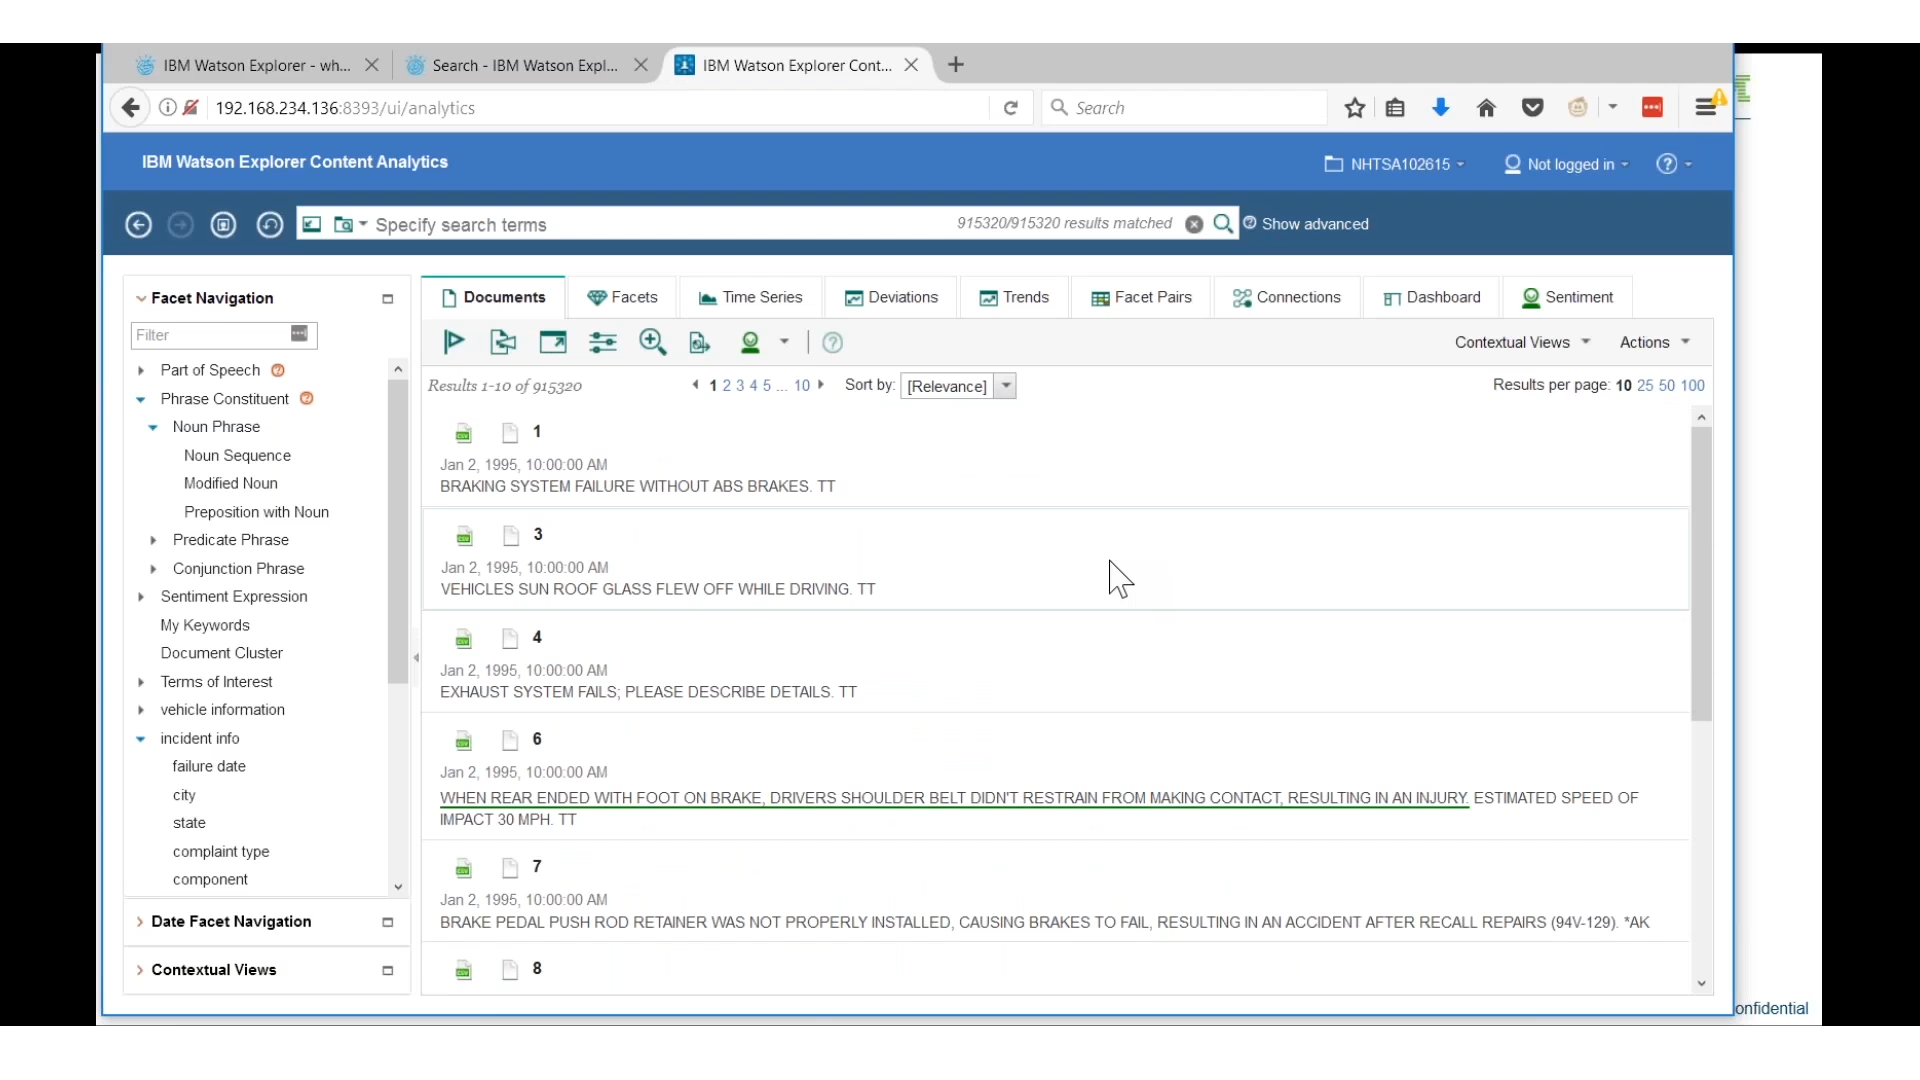 IBM Watson Explorer - wh...
Search - IBM Watson Expl...
IBM Watson Explorer Cont...
192.168.234.136:8393/ui/analytics
Search
IBM Watson Explorer Content Analytics
NHTSA102615
Not logged in
Specify search terms
915320/915320 results matched
Show advanced
Facet Navigation
Filter
Part of Speech
Phrase Constituent
Noun Phrase
Noun Sequence
Modified Noun
Preposition with Noun
Predicate Phrase
Conjunction Phrase
Sentiment Expression
My Keywords
Document Cluster
Terms of Interest
vehicle information
incident info
failure date
city
state
complaint type
component
Date Facet Navigation
Contextual Views
Documents
Facets
Time Series
Deviations
Trends
Facet Pairs
Connections
Dashboard
Sentiment
Contextual Views
Actions
Results 1-10 of 915320
1 2 3 4 5 ... 10
Sort by: [Relevance]
Results per page: 10 25 50 100
1
Jan 2, 1995, 10:00:00 AM
BRAKING SYSTEM FAILURE WITHOUT ABS BRAKES. TT
3
Jan 2, 1995, 10:00:00 AM
VEHICLES SUN ROOF GLASS FLEW OFF WHILE DRIVING. TT
4
Jan 2, 1995, 10:00:00 AM
EXHAUST SYSTEM FAILS; PLEASE DESCRIBE DETAILS. TT
6
Jan 2, 1995, 10:00:00 AM
WHEN REAR ENDED WITH FOOT ON BRAKE, DRIVERS SHOULDER BELT DIDN'T RESTRAIN FROM MAKING CONTACT, RESULTING IN AN INJURY. ESTIMATED SPEED OF
IMPACT 30 MPH. TT
7
Jan 2, 1995, 10:00:00 AM
BRAKE PEDAL PUSH ROD RETAINER WAS NOT PROPERLY INSTALLED, CAUSING BRAKES TO FAIL, RESULTING IN AN ACCIDENT AFTER RECALL REPAIRS (94V-129). *AK
8
onfidential